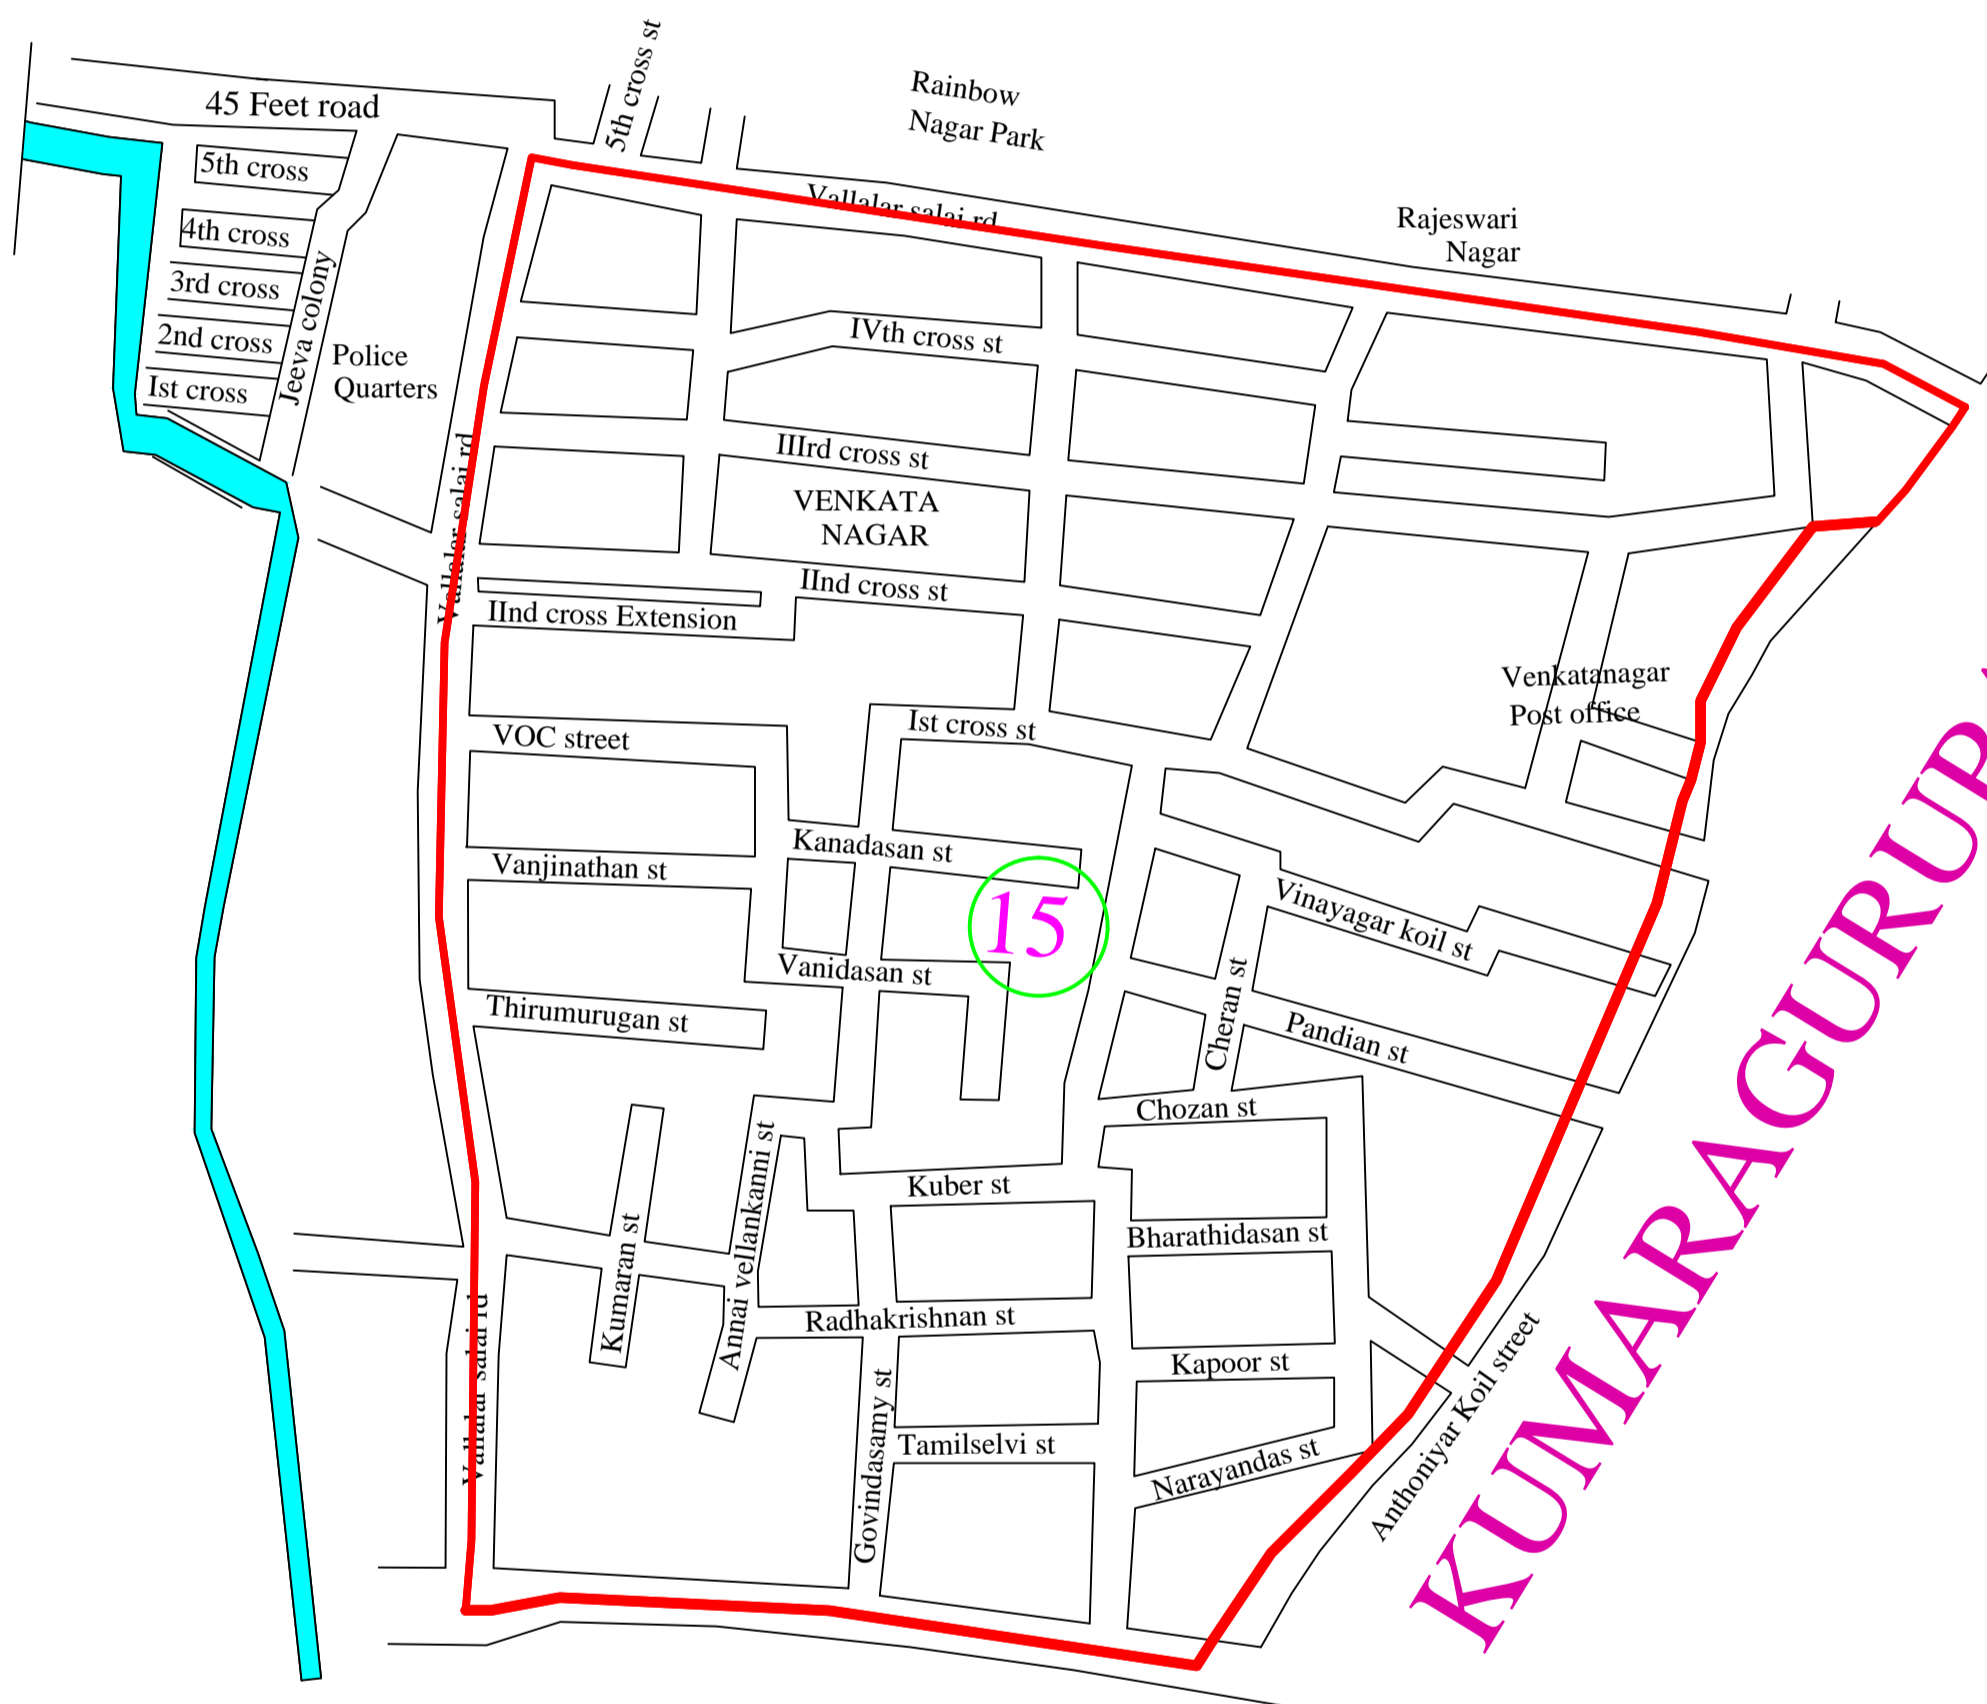 5th cross st
Rainbow
Nagar Park
45 Feet road
5th cross
Vallalar salai rd
Rajeswari
Nagar
4th cross
3rd cross
2nd cross
Ist cross
Jeeva colony
Police
Quarters
IVth cross st
IIIrd cross st
VENKATA
NAGAR
Vallalar salai rd
IInd cross st
IInd cross Extension
Venkatanagar
Post office
Ist cross st
VOC street
Kanadasan st
Vanjinathan st
15
Vinayagar koil st
Vanidasan st
Thirumurugan st
Cheran st
Pandian st
Chozan st
Kuber st
Bharathidasan st
Annai vellankanni st
Kumaran st
Radhakrishnan st
Kapoor st
Vallalar salai rd
Govindasamy st
Tamilselvi st
Narayandas st
Anthoniyar Koil street